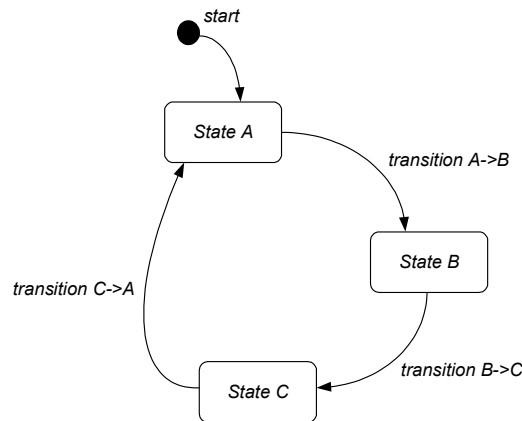 start
State A
transition A->B
State B
transition C->A
transition B->C
State C